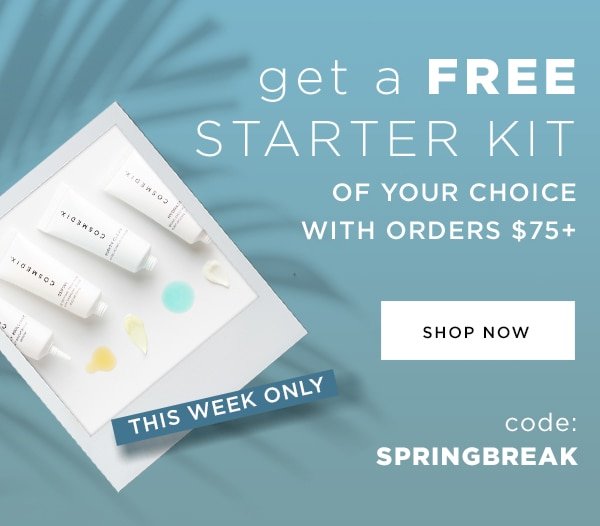 get a FREE
STARTER KIT
OF YOUR CHOICE
WITH ORDERS $75+
COSMEDIX
COSMEDIX
COSMEDIX
SHOP NOW
THIS WEEK ONLY
code:
SPRINGBREAK